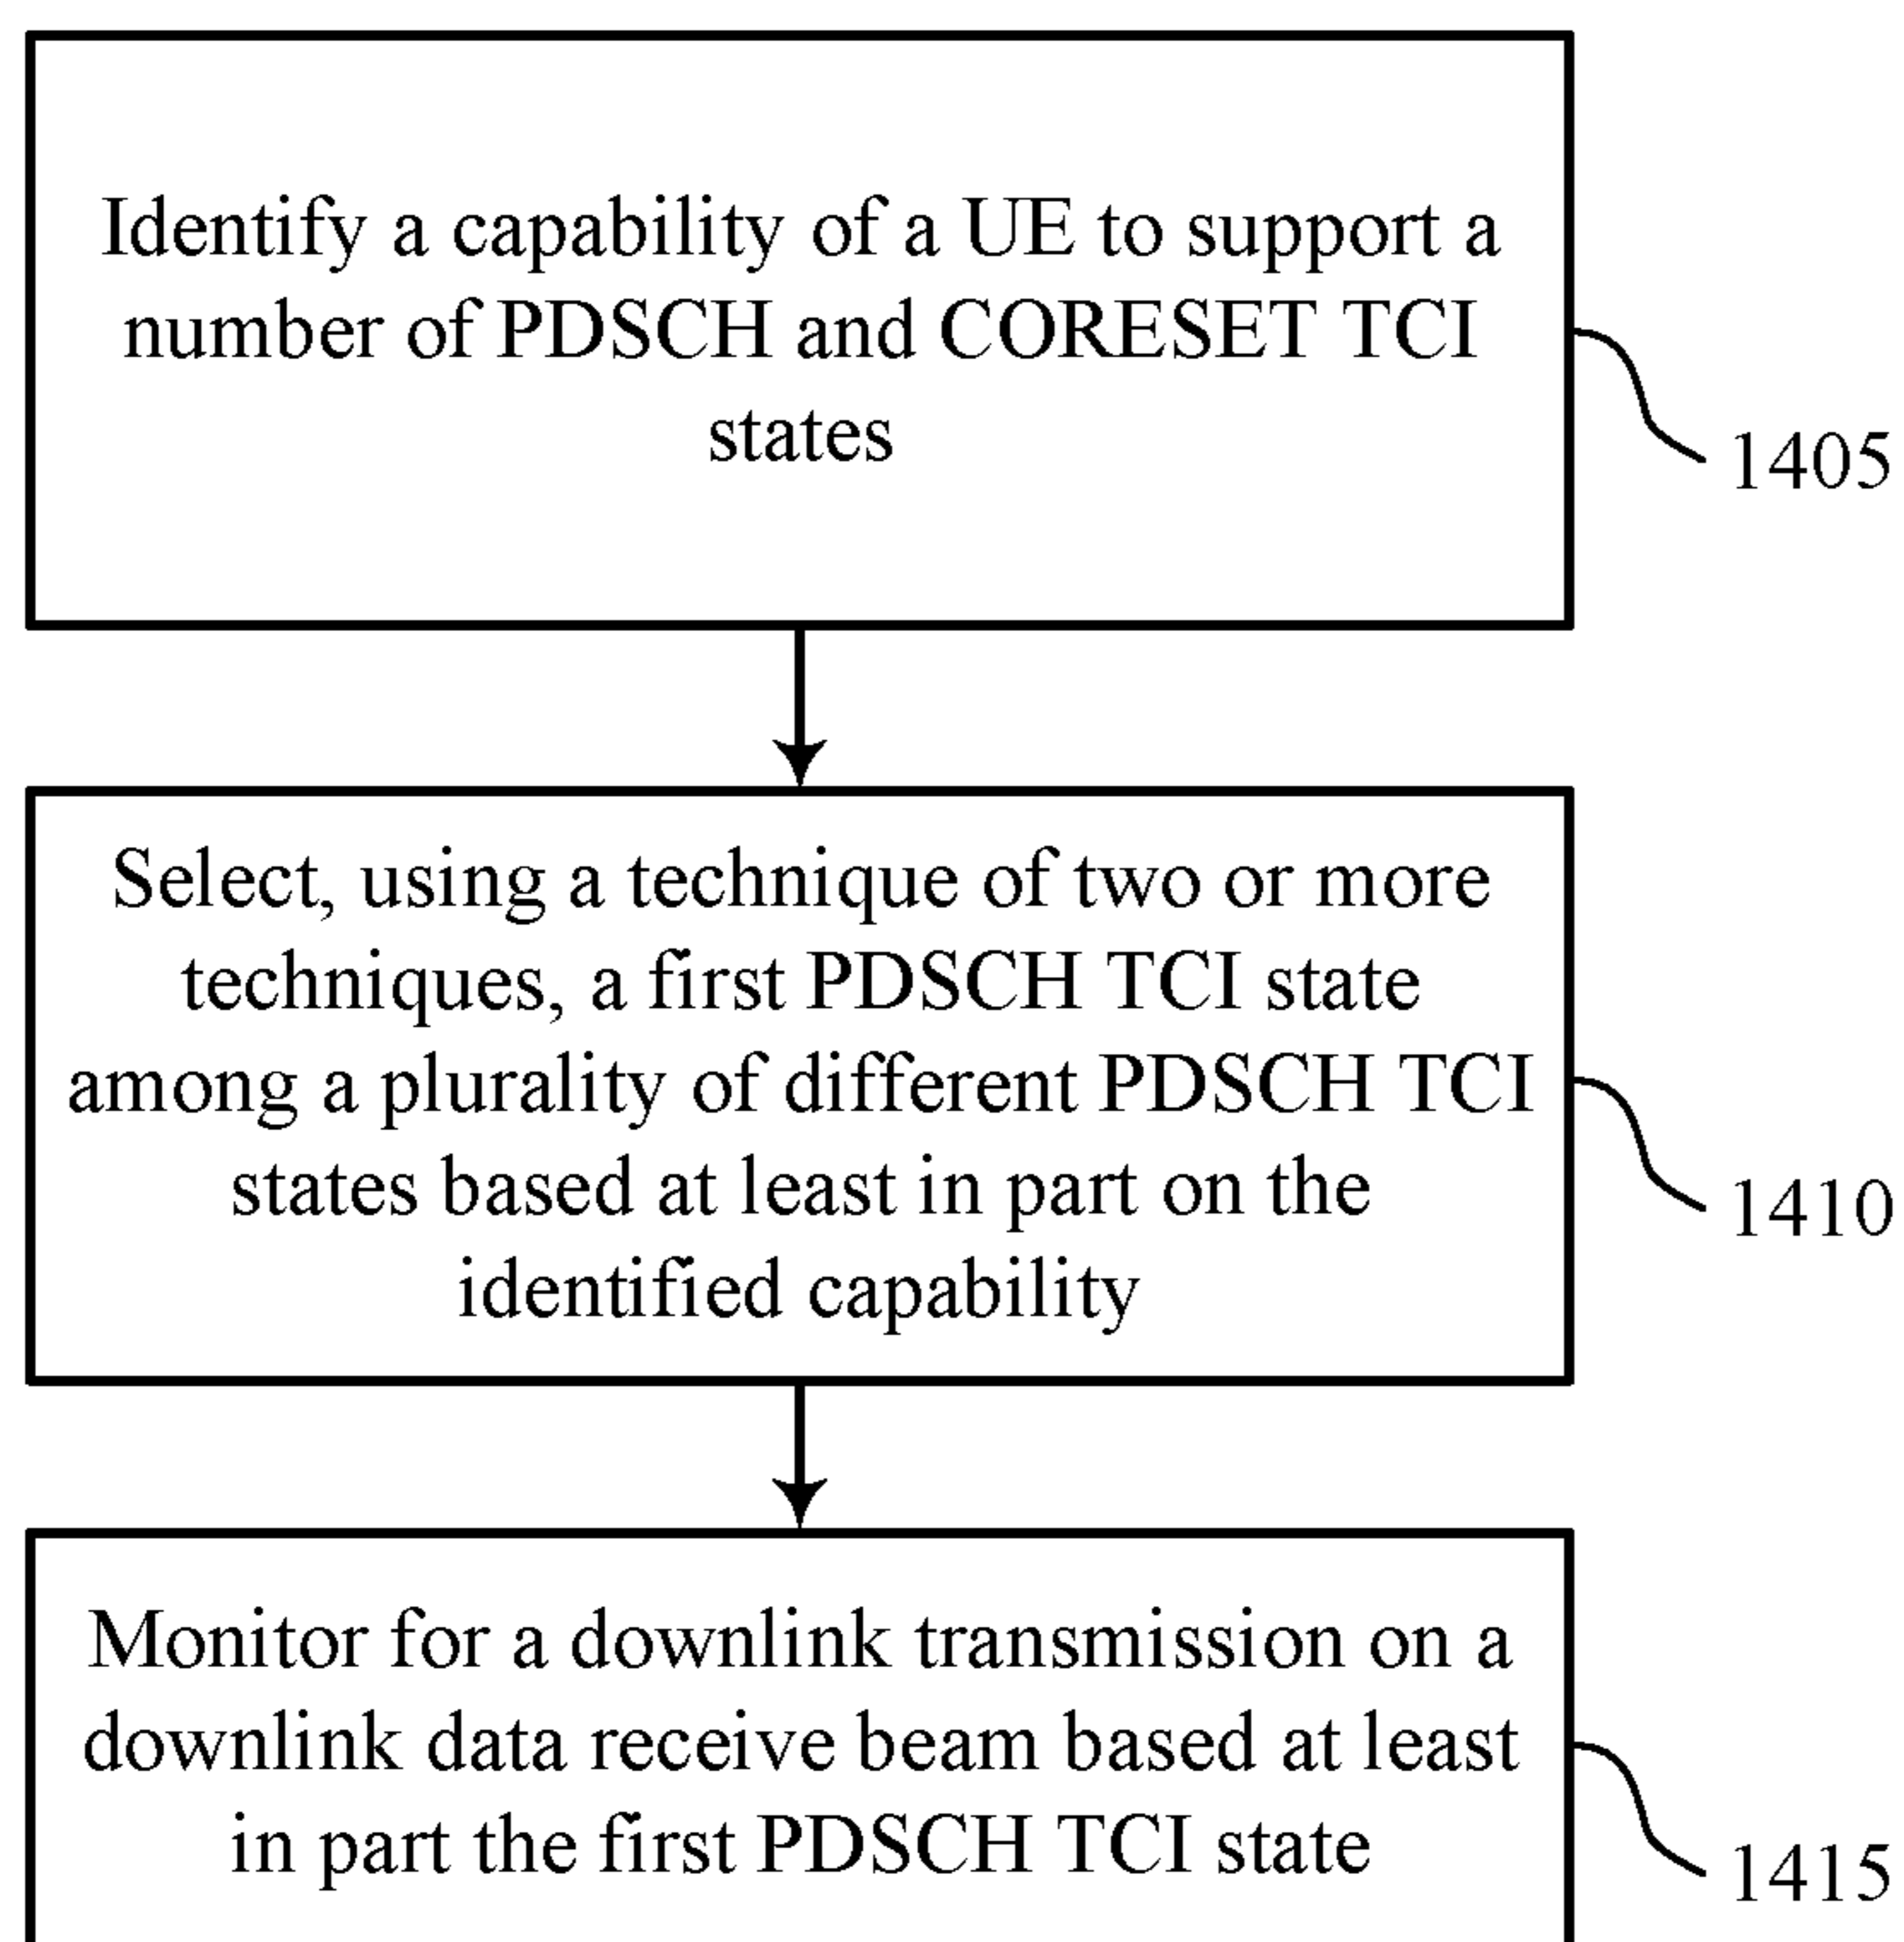 Identify a capability of a UE to support a
number of PDSCH and CORESET TCI
states
1405
Select, using a technique of two or more
techniques, a first PDSCH TCI state
among a plurality of different PDSCH TCI
states based at least in part on the
identified capability
1410
Monitor for a downlink transmission on a
downlink data receive beam based at least
in part the first PDSCH TCI state
1415